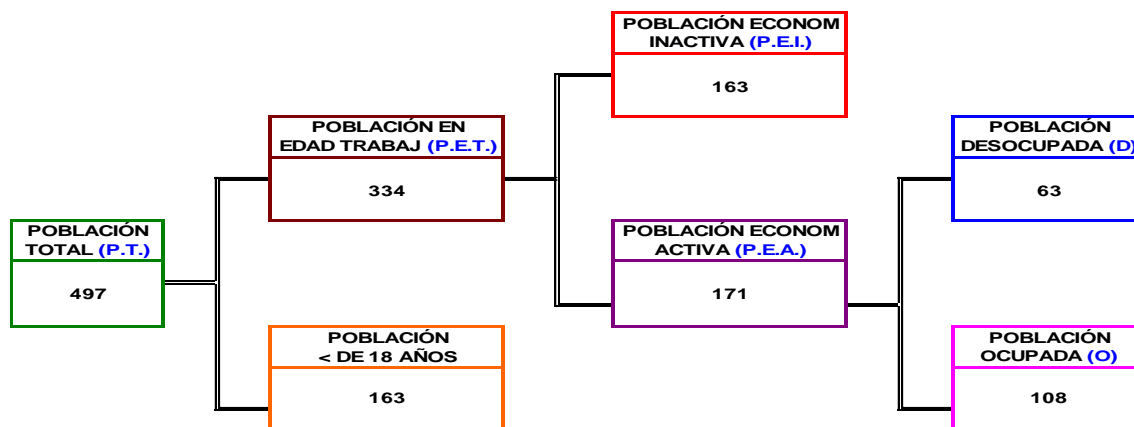 POBLACIÓN ECONOM
INACTIVA (P.E.I.)
163
POBLACIÓN EN
EDAD TRABAJ (P.E.T.)
334
POBLACIÓN
DESOCUPADA (D)
63
POBLACIÓN
TOTAL (P.T.)
497
POBLACIÓN ECONOM
ACTIVA (P.E.A.)
171
POBLACIÓN
< DE 18 AÑOS
163
POBLACIÓN
OCUPADA (O)
108